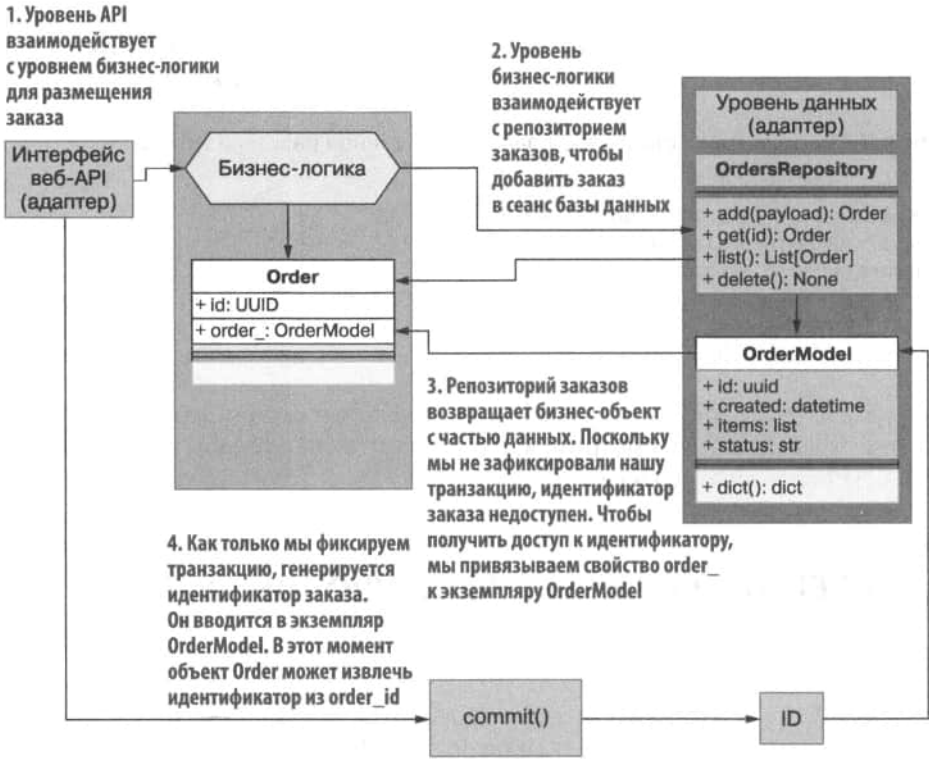 1. Уровень API
взаимодействует
с уровнем бизнес-логики
для размещения
заказа
Интерфейс
веб-API
(адаптер)
Бизнес-логика
2. Уровень
бизнес-логики
взаимодействует
с репозиторием
заказов, чтобы
добавить заказ
в сеанс базы данных
Уровень данных
(адаптер)
OrdersRepository
+ add(payload): Order
+ get(id): Order
+ list(): List[Order]
+ delete(): None
Order
+ id: UUID
+ order_: OrderModel
OrderModel
+ id: uuid
+ created: datetime
+ items: list
+ status: str
+ dict(): dict
3. Репозиторий заказов
возвращает бизнес-объект
с частью данных. Поскольку
мы не зафиксировали нашу
транзакцию, идентификатор
заказа недоступен. Чтобы
получить доступ к идентификатору,
мы привязываем свойство order_
к экземпляру OrderModel
4. Как только мы фиксируем
транзакцию, генерируется
идентификатор заказа.
Он вводится в экземпляр
OrderModel. В этот момент
объект Order может извлечь
идентификатор из order_id
commit()
ID